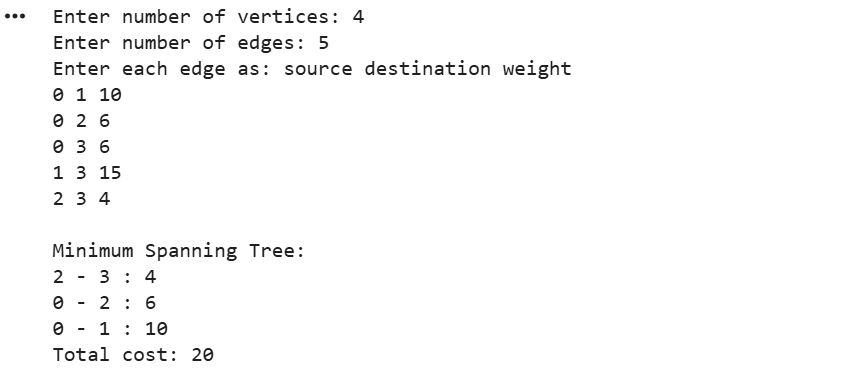 Enter number of vertices: 4
Enter number of edges: 5
Enter each edge as: source destination weight
0 1 10
0 2 6
0 3 6
1 3 15
2 3 4
Minimum Spanning Tree:
2 - 3 : 4
0 - 2 : 6
0 - 1 : 10
Total cost: 20